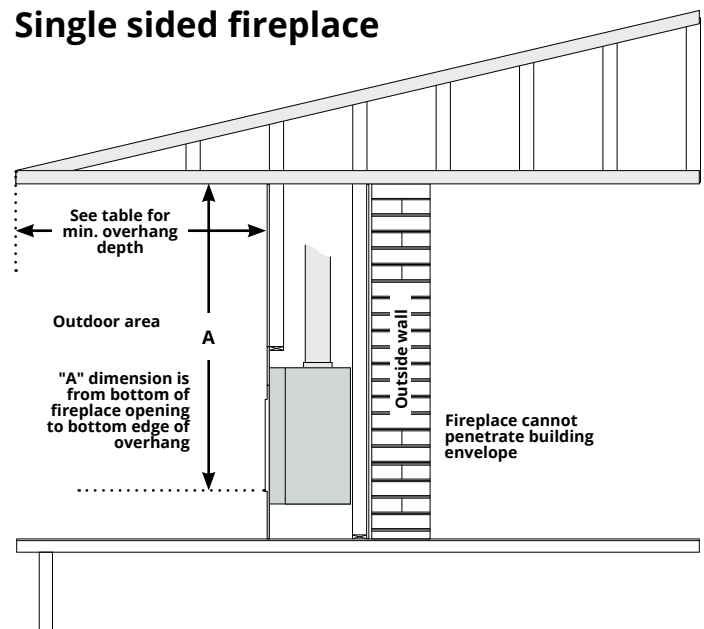 Single sided fireplace
See table for
min. overhang
depth
Outdoor area
A
"A" dimension is
from bottom of
fireplace opening
to bottom edge of
overhang
Outside wall
Fireplace cannot
penetrate building
envelope